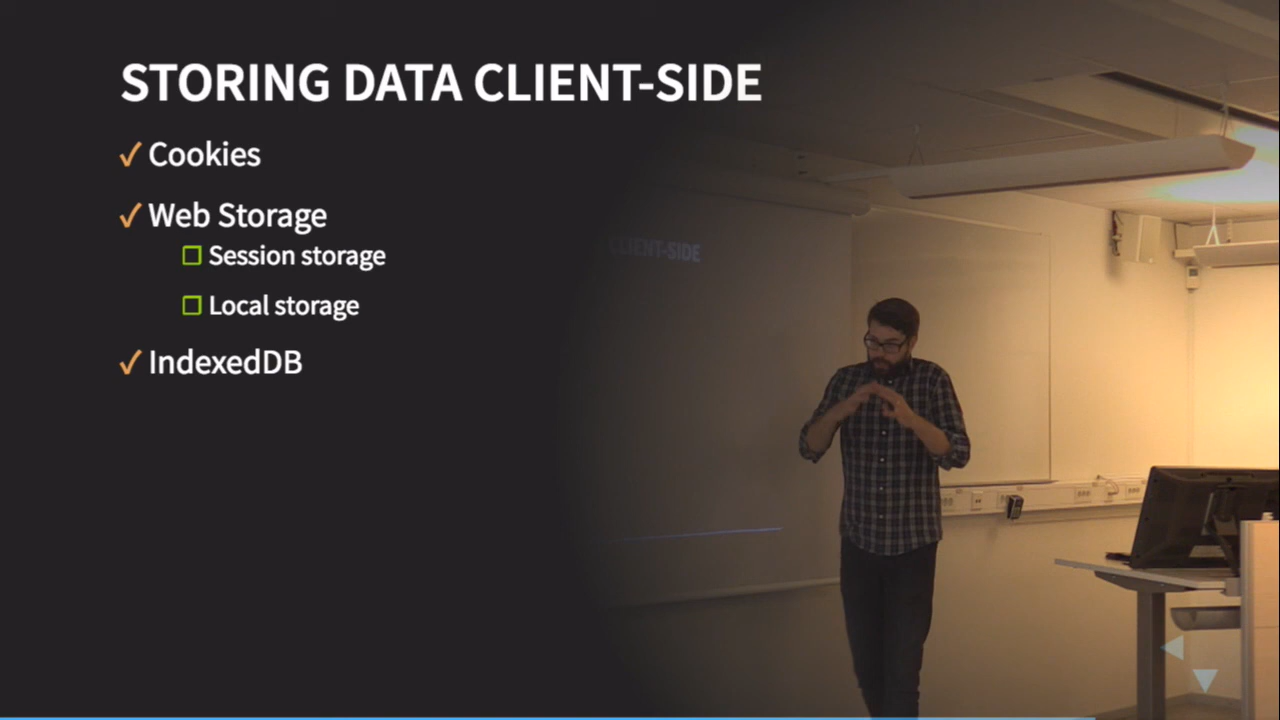 STORING DATA CLIENT-SIDE
Cookies
Web Storage
Session storage
Local storage
IndexedDB
CLIENT-SIDE